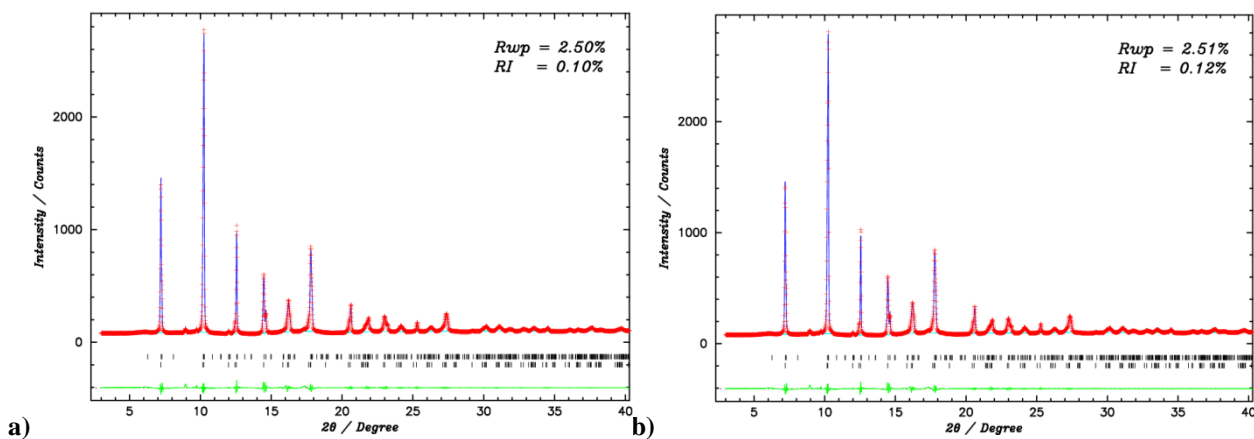 Rwp = 2.50%
RI = 0.10%
2000
1000
0
Intensity / Counts
5 10 15 20 25 30 35 40
2θ / Degree
a)
Rwp = 2.51%
RI = 0.12%
2000
1000
0
Intensity / Counts
5 10 15 20 25 30 35 40
2θ / Degree
b)